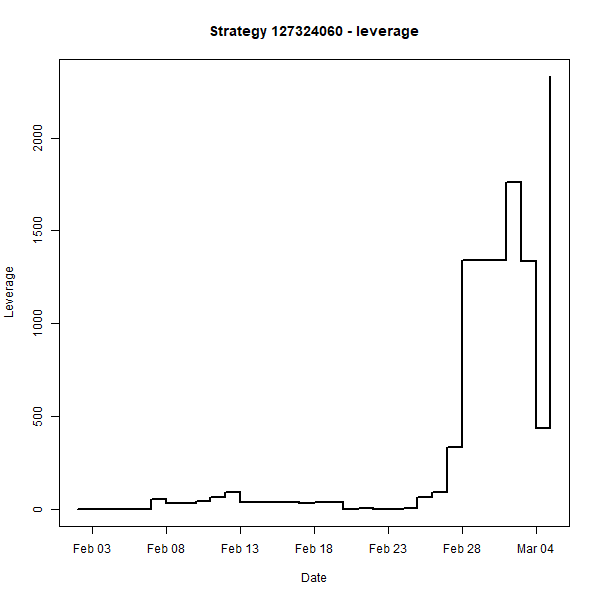 Strategy 127324060 - leverage
Leverage
2000
1500
1000
500
0
Feb 03 Feb 08 Feb 13 Feb 18 Feb 23 Feb 28 Mar 04
Date